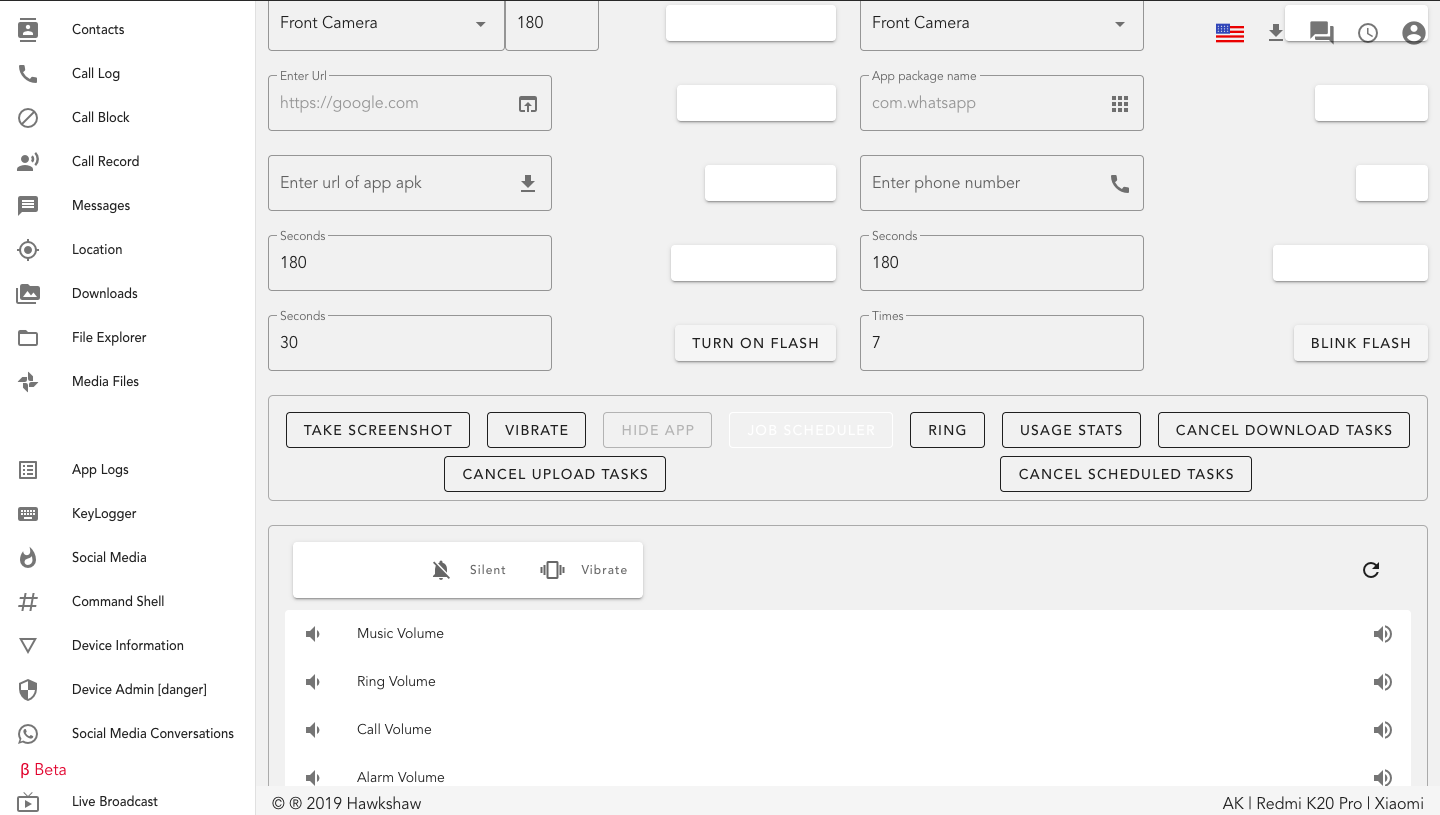 Contacts
Call Log
Call Block
Call Record
Messages
Location
Downloads
File Explorer
Media Files
App Logs
KeyLogger
Social Media
Command Shell
Device Information
Device Admin [danger]
Social Media Conversations
β Beta
Live Broadcast
Front Camera 180 Front Camera
Enter Url App package name
https://google.com com.whatsapp
Enter url of app apk Enter phone number
Seconds Seconds
180 180
Seconds Times
30 TURN ON FLASH 7 BLINK FLASH
TAKE SCREENSHOT VIBRATE HIDE APP JOB SCHEDULER RING USAGE STATS CANCEL DOWNLOAD TASKS
CANCEL UPLOAD TASKS CANCEL SCHEDULED TASKS
Silent Vibrate
Music Volume
Ring Volume
Call Volume
Alarm Volume
© ® 2019 Hawkshaw AK | Redmi K20 Pro | Xiaomi